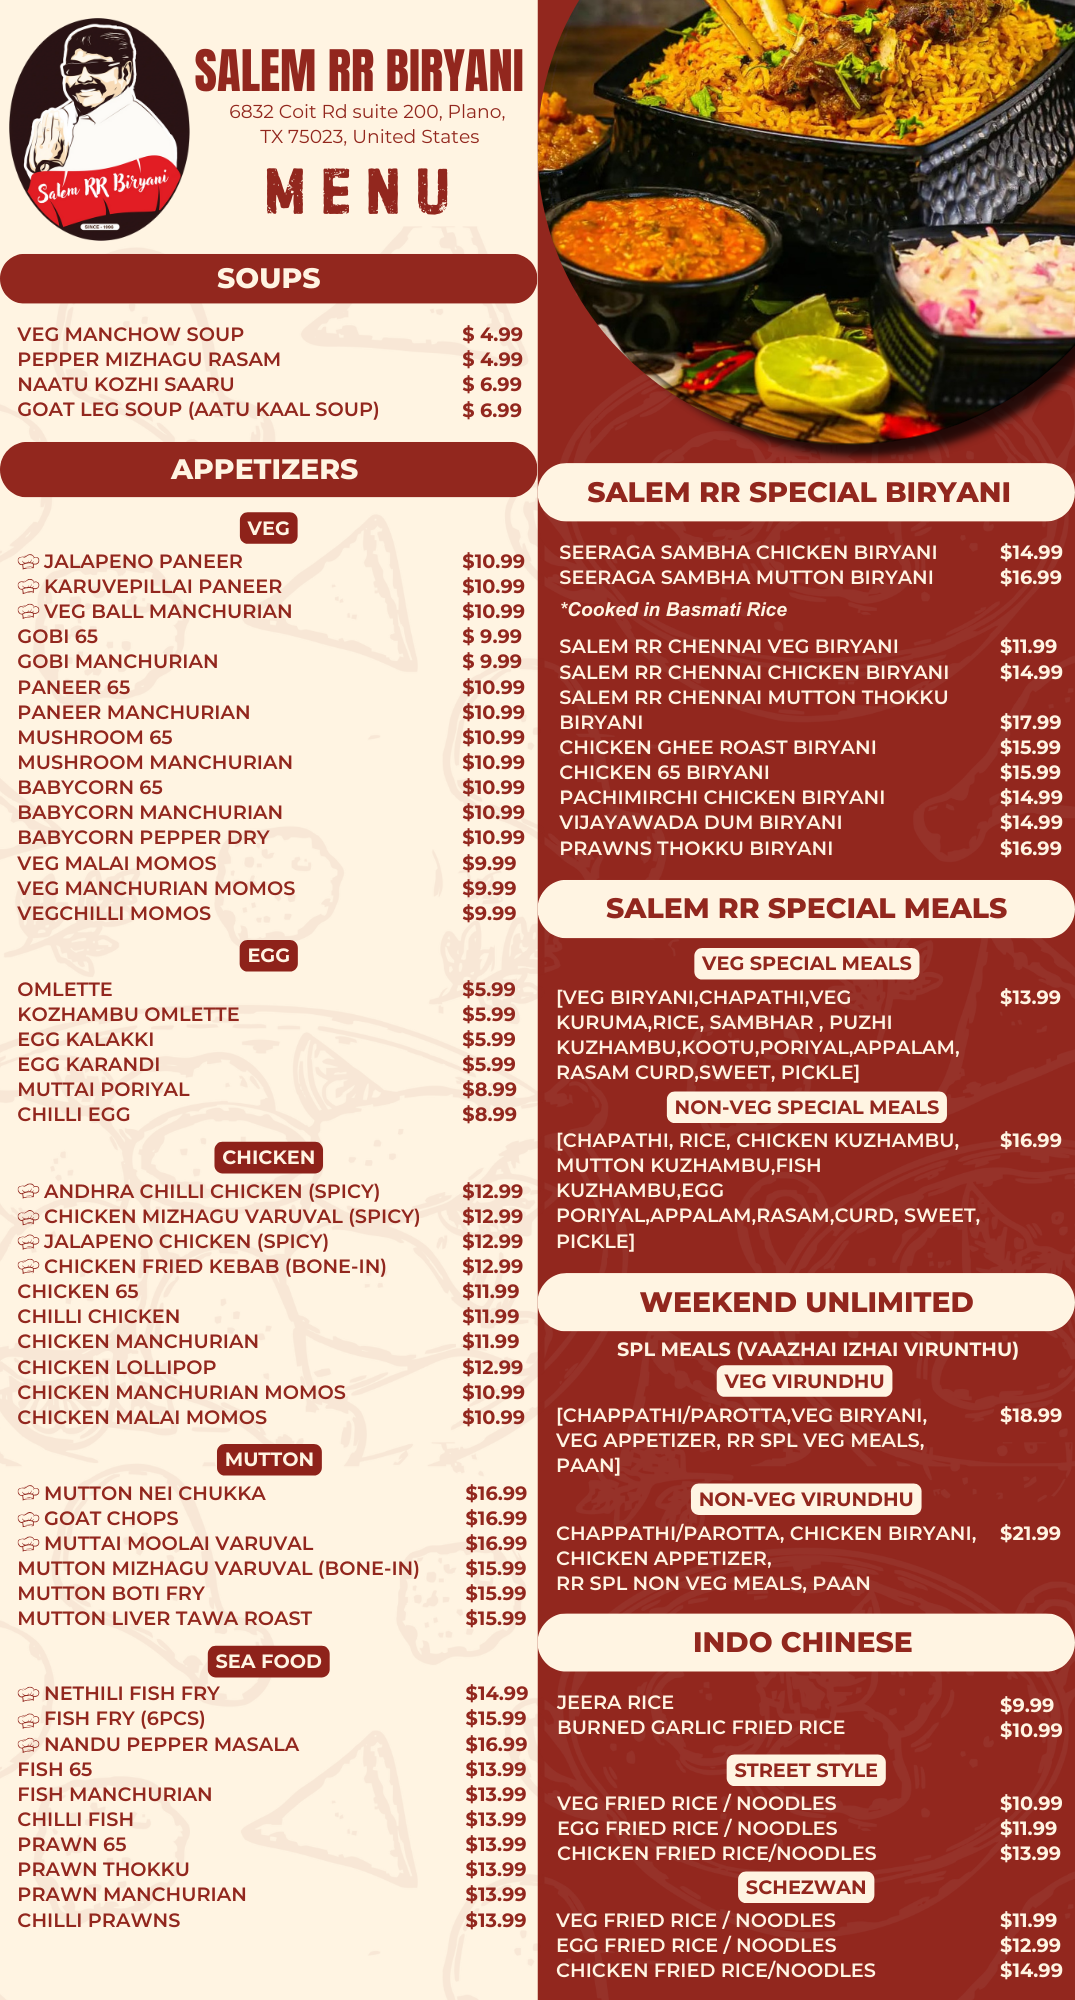 Salem RR Biryani
SINCE - 1996
SALEM RR BIRYANI
6832 Coit Rd suite 200, Plano,
TX 75023, United States
MENU
SOUPS
VEG MANCHOW SOUP $ 4.99
PEPPER MIZHAGU RASAM $ 4.99
NAATU KOZHI SAARU $ 6.99
GOAT LEG SOUP (AATU KAAL SOUP) $ 6.99
APPETIZERS
VEG
JALAPENO PANEER $10.99
KARUVEPILLAI PANEER $10.99
VEG BALL MANCHURIAN $10.99
GOBI 65 $ 9.99
GOBI MANCHURIAN $ 9.99
PANEER 65 $10.99
PANEER MANCHURIAN $10.99
MUSHROOM 65 $10.99
MUSHROOM MANCHURIAN $10.99
BABYCORN 65 $10.99
BABYCORN MANCHURIAN $10.99
BABYCORN PEPPER DRY $10.99
VEG MALAI MOMOS $9.99
VEG MANCHURIAN MOMOS $9.99
VEGCHILLI MOMOS $9.99
EGG
OMLETTE $5.99
KOZHAMBU OMLETTE $5.99
EGG KALAKKI $5.99
EGG KARANDI $5.99
MUTTAI PORIYAL $8.99
CHILLI EGG $8.99
CHICKEN
ANDHRA CHILLI CHICKEN (SPICY) $12.99
CHICKEN MIZHAGU VARUVAL (SPICY) $12.99
JALAPENO CHICKEN (SPICY) $12.99
CHICKEN FRIED KEBAB (BONE-IN) $12.99
CHICKEN 65 $11.99
CHILLI CHICKEN $11.99
CHICKEN MANCHURIAN $11.99
CHICKEN LOLLIPOP $12.99
CHICKEN MANCHURIAN MOMOS $10.99
CHICKEN MALAI MOMOS $10.99
MUTTON
MUTTON NEI CHUKKA $16.99
GOAT CHOPS $16.99
MUTTAI MOOLAI VARUVAL $16.99
MUTTON MIZHAGU VARUVAL (BONE-IN) $15.99
MUTTON BOTI FRY $15.99
MUTTON LIVER TAWA ROAST $15.99
SEA FOOD
NETHILI FISH FRY $14.99
FISH FRY (6PCS) $15.99
NANDU PEPPER MASALA $16.99
FISH 65 $13.99
FISH MANCHURIAN $13.99
CHILLI FISH $13.99
PRAWN 65 $13.99
PRAWN THOKKU $13.99
PRAWN MANCHURIAN $13.99
CHILLI PRAWNS $13.99
SALEM RR SPECIAL BIRYANI
SEERAGA SAMBHA CHICKEN BIRYANI $14.99
SEERAGA SAMBHA MUTTON BIRYANI $16.99
*Cooked in Basmati Rice
SALEM RR CHENNAI VEG BIRYANI $11.99
SALEM RR CHENNAI CHICKEN BIRYANI $14.99
SALEM RR CHENNAI MUTTON THOKKU
BIRYANI $17.99
CHICKEN GHEE ROAST BIRYANI $15.99
CHICKEN 65 BIRYANI $15.99
PACHIMIRCHI CHICKEN BIRYANI $14.99
VIJAYAWADA DUM BIRYANI $14.99
PRAWNS THOKKU BIRYANI $16.99
SALEM RR SPECIAL MEALS
VEG SPECIAL MEALS
[VEG BIRYANI,CHAPATHI,VEG $13.99
KURUMA,RICE, SAMBHAR , PUZHI
KUZHAMBU,KOOTU,PORIYAL,APPALAM,
RASAM CURD,SWEET, PICKLE]
NON-VEG SPECIAL MEALS
[CHAPATHI, RICE, CHICKEN KUZHAMBU, $16.99
MUTTON KUZHAMBU,FISH
KUZHAMBU,EGG
PORIYAL,APPALAM,RASAM,CURD, SWEET,
PICKLE]
WEEKEND UNLIMITED
SPL MEALS (VAAZHAI IZHAI VIRUNTHU)
VEG VIRUNDHU
[CHAPPATHI/PAROTTA,VEG BIRYANI, $18.99
VEG APPETIZER, RR SPL VEG MEALS,
PAAN]
NON-VEG VIRUNDHU
CHAPPATHI/PAROTTA, CHICKEN BIRYANI, $21.99
CHICKEN APPETIZER,
RR SPL NON VEG MEALS, PAAN
INDO CHINESE
JEERA RICE $9.99
BURNED GARLIC FRIED RICE $10.99
STREET STYLE
VEG FRIED RICE / NOODLES $10.99
EGG FRIED RICE / NOODLES $11.99
CHICKEN FRIED RICE/NOODLES $13.99
SCHEZWAN
VEG FRIED RICE / NOODLES $11.99
EGG FRIED RICE / NOODLES $12.99
CHICKEN FRIED RICE/NOODLES $14.99